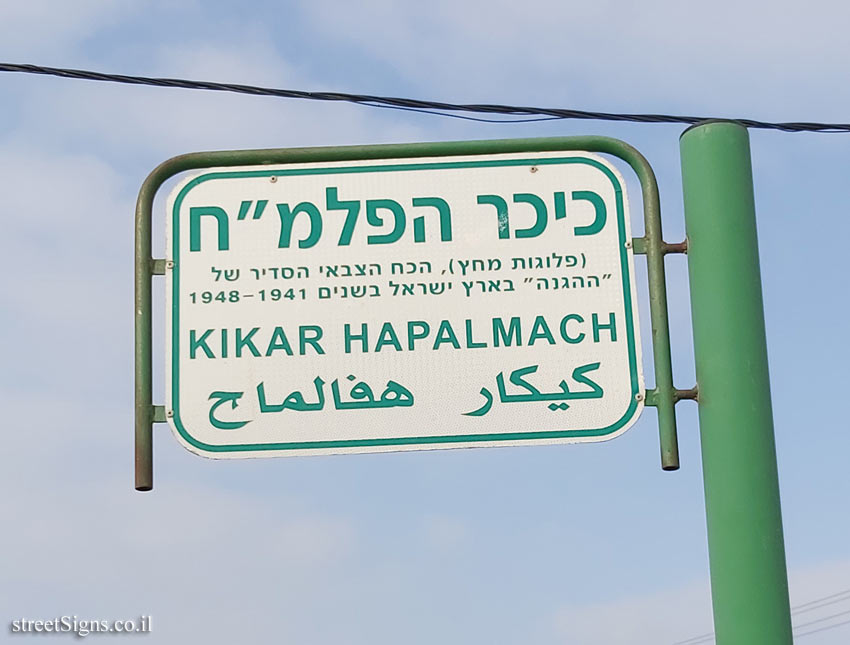 כיכר הפלמ״ח
(פלוגות מחץ), הכח הצבאי הסדיר של
״ההגנה״ בארץ ישראל בשנים 1941-1948
KIKAR HAPALMACH
كيكار هفالماج
streetSigns.co.il